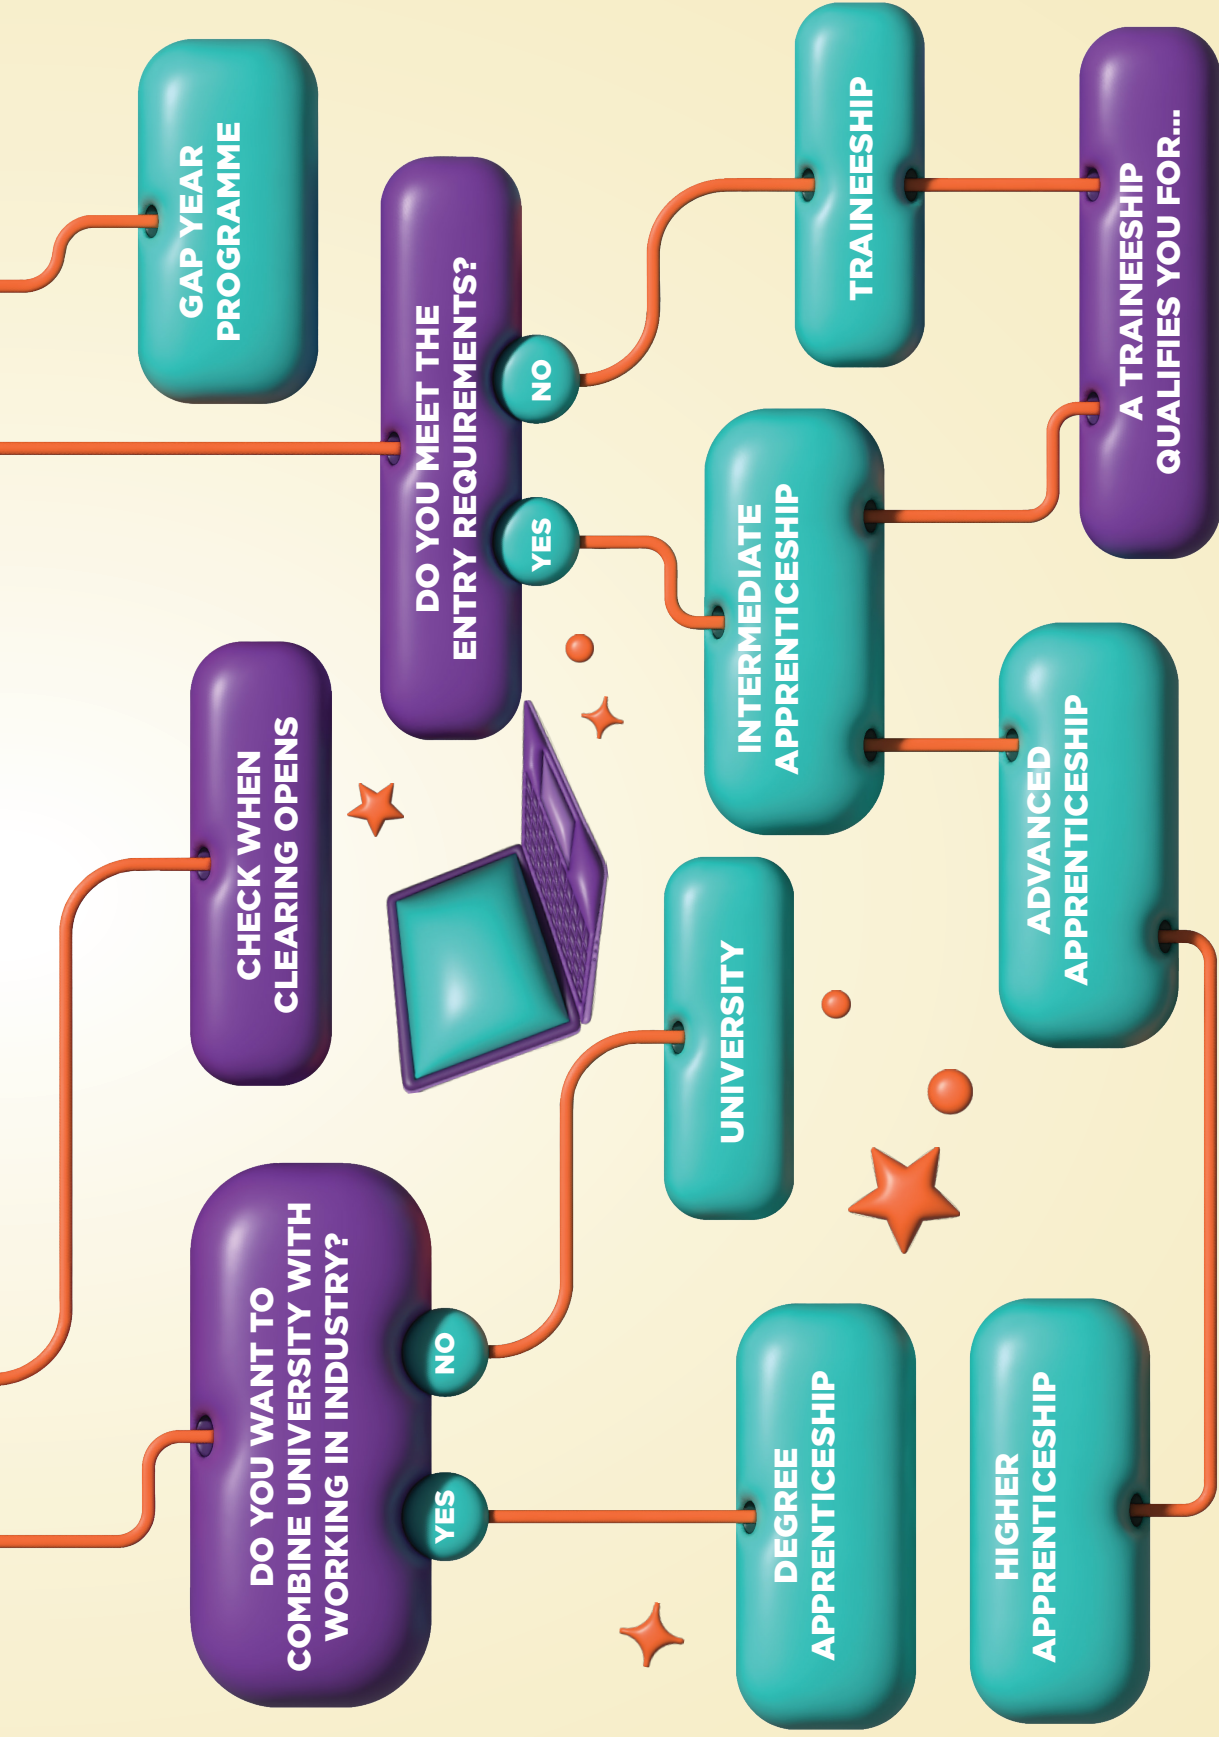 DO YOU WANT TO
COMBINE UNIVERSITY WITH
WORKING IN INDUSTRY?
YES
NO
CHECK WHEN
CLEARING OPENS
GAP YEAR
PROGRAMME
DO YOU MEET THE
ENTRY REQUIREMENTS?
YES
NO
UNIVERSITY
DEGREE
APPRENTICESHIP
INTERMEDIATE
APPRENTICESHIP
TRAINEESHIP
HIGHER
APPRENTICESHIP
ADVANCED
APPRENTICESHIP
A TRAINEESHIP
QUALIFIES YOU FOR...